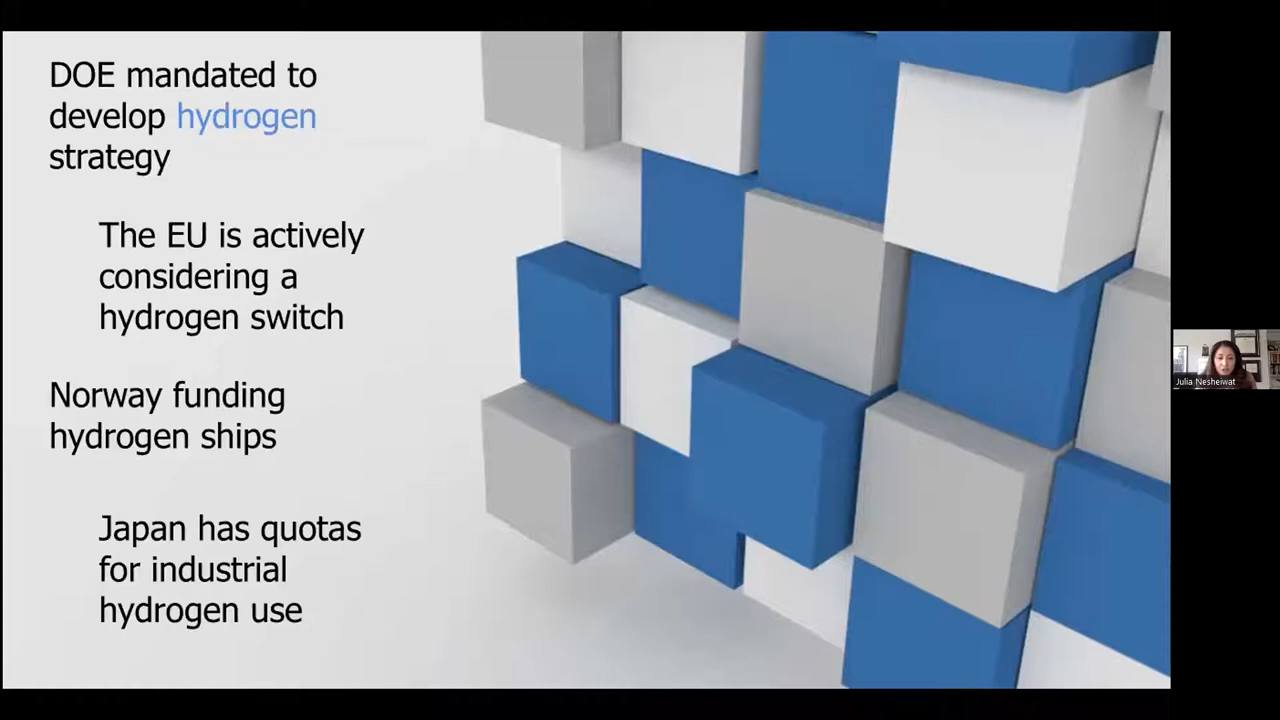 DOE mandated to
develop hydrogen
strategy
The EU is actively
considering a
hydrogen switch
Norway funding
hydrogen ships
Japan has quotas
for industrial
hydrogen use
Julia Nesheiwat